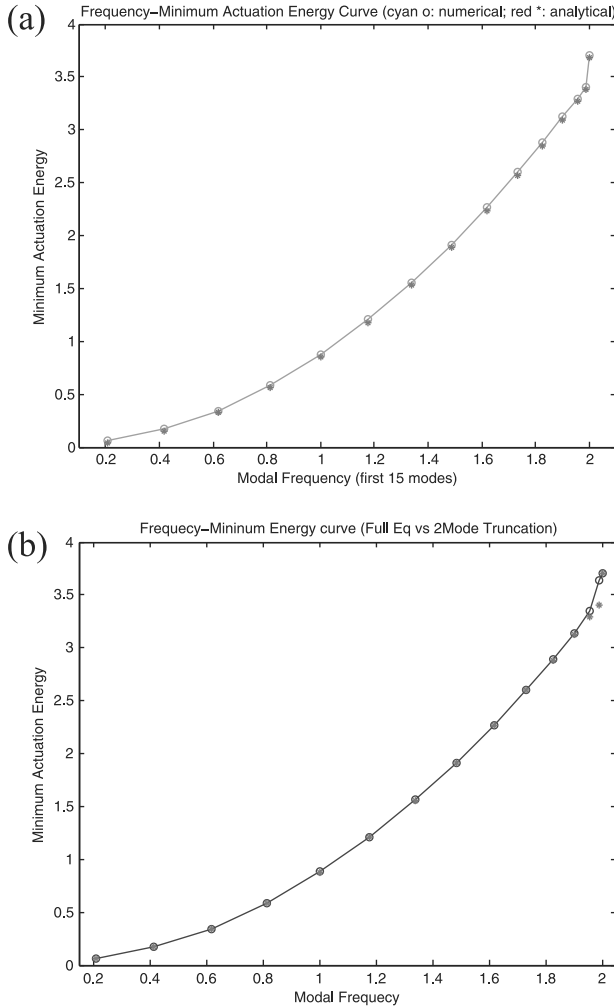 (a)
Frequency−Minimum Actuation Energy Curve (cyan o: numerical; red *: analytical)
4
3.5
3
2.5
2
1.5
1
0.5
0
Minimum Actuation Energy
0.2 0.4 0.6 0.8 1 1.2 1.4 1.6 1.8 2
Modal Frequency (first 15 modes)
(b)
Frequecy−Mininum Energy curve (Full Eq vs 2Mode Truncation)
4
3.5
3
2.5
2
1.5
1
0.5
0
Minimum Actuation Energy
0.2 0.4 0.6 0.8 1 1.2 1.4 1.6 1.8 2
Modal Frequecy